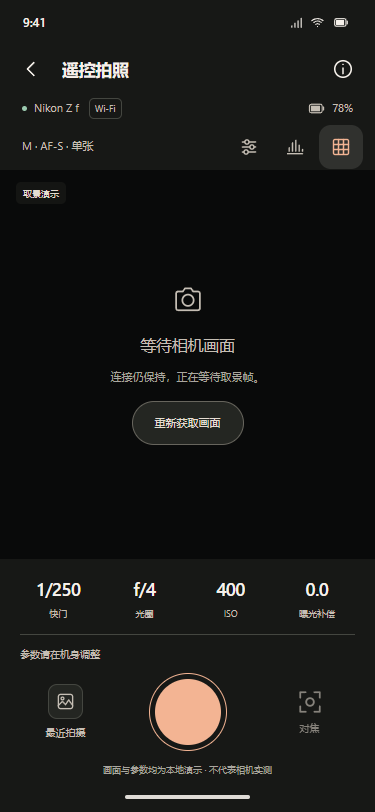 9:41
遥控拍照
Nikon Z f Wi-Fi 78%
M · AF-S · 单张
取景演示
等待相机画面
连接仍保持，正在等待取景帧。
重新获取画面
1/250 f/4 400 0.0
快门 光圈 ISO 曝光补偿
参数请在机身调整
最近拍摄 对焦
画面与参数均为本地演示 · 不代表相机实测